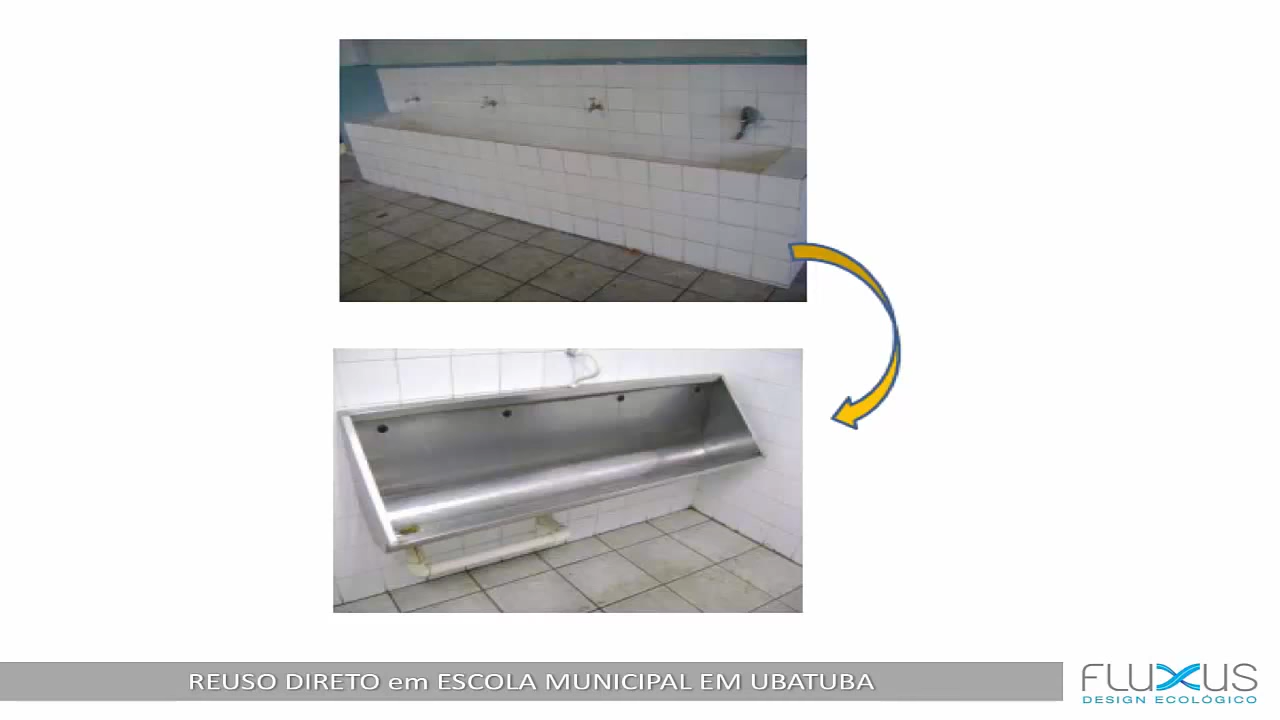 REUSO DIRETO em ESCOLA MUNICIPAL EM UBATUBA
FLUXUS
DESIGN ECOLÓGICO